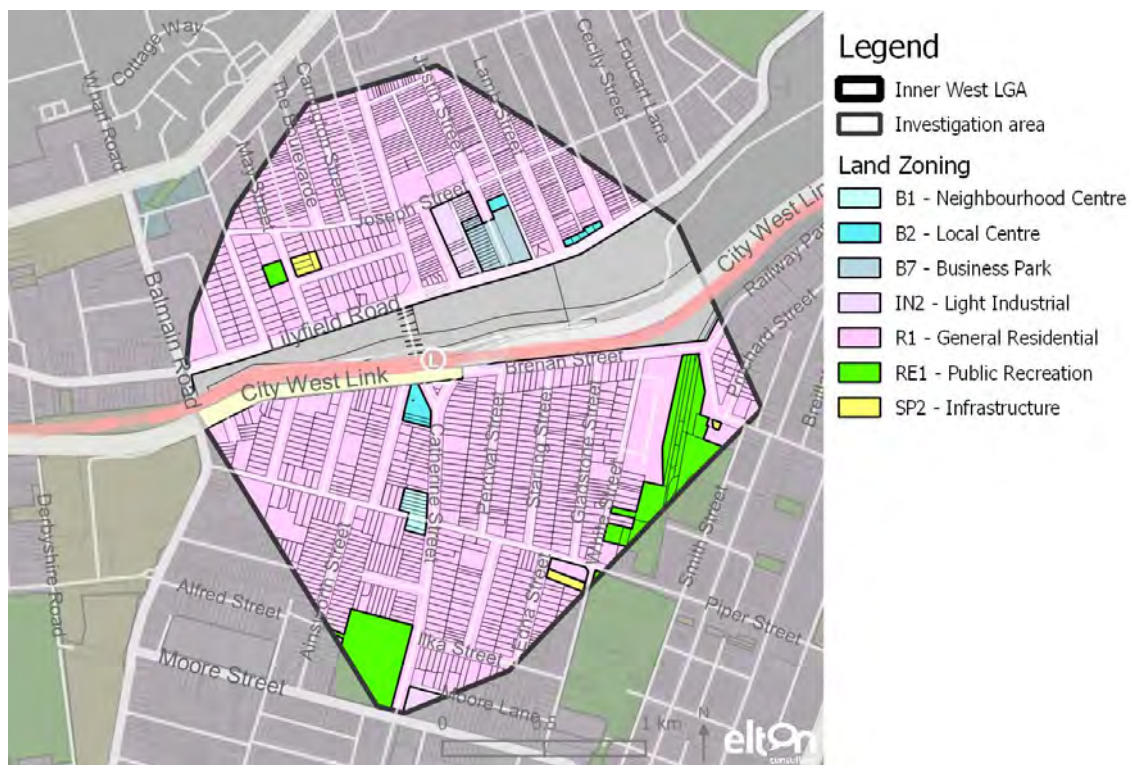 Cottage Way
Wharf Road
Carrington Street
The Boulevarde
May Street
Justin Street
Lamb Street
Cecily Street
Foucart Lane
Joseph Street
Balmain Road
Lilyfield Road
City West Link
City West Link
Railway Par
L
Brenan Street
Catherine Street
Percival Street
Starling Street
Gladstone Street
White Street
Smith Street
Piper Street
Derbyshire Road
Alfred Street
Ainsworth Street
Edna Street
Ilka Street
Moore Street
Moore Lane
0 0.5 1 km
N
elton
consulting
Legend
Inner West LGA
Investigation area
Land Zoning
B1 - Neighbourhood Centre
B2 - Local Centre
B7 - Business Park
IN2 - Light Industrial
R1 - General Residential
RE1 - Public Recreation
SP2 - Infrastructure